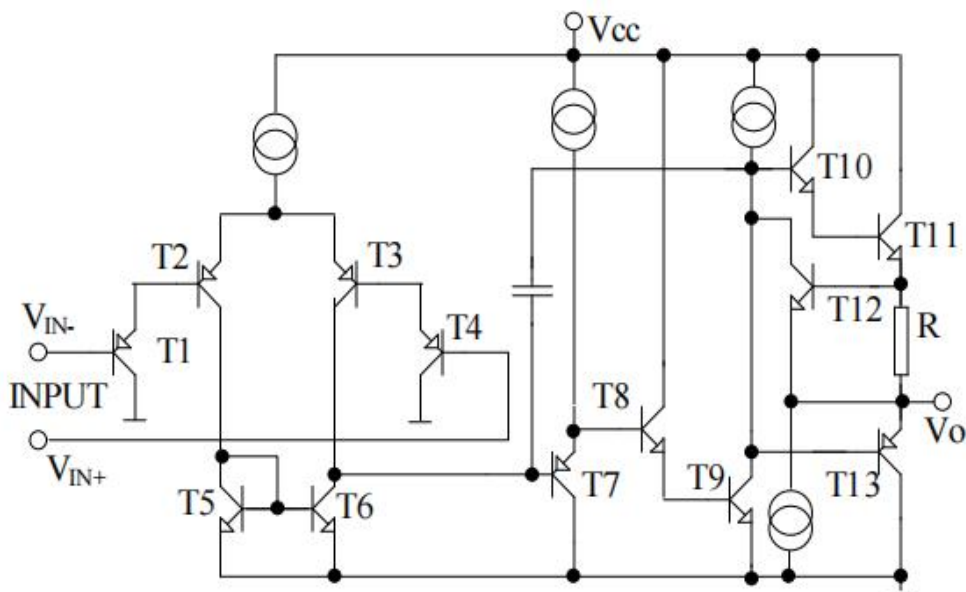 Vcc
T10
T11
T2
T3
VIN-
T1
T4
T12
R
INPUT
T8
Vo
VIN+
T7
T9
T13
T5
T6